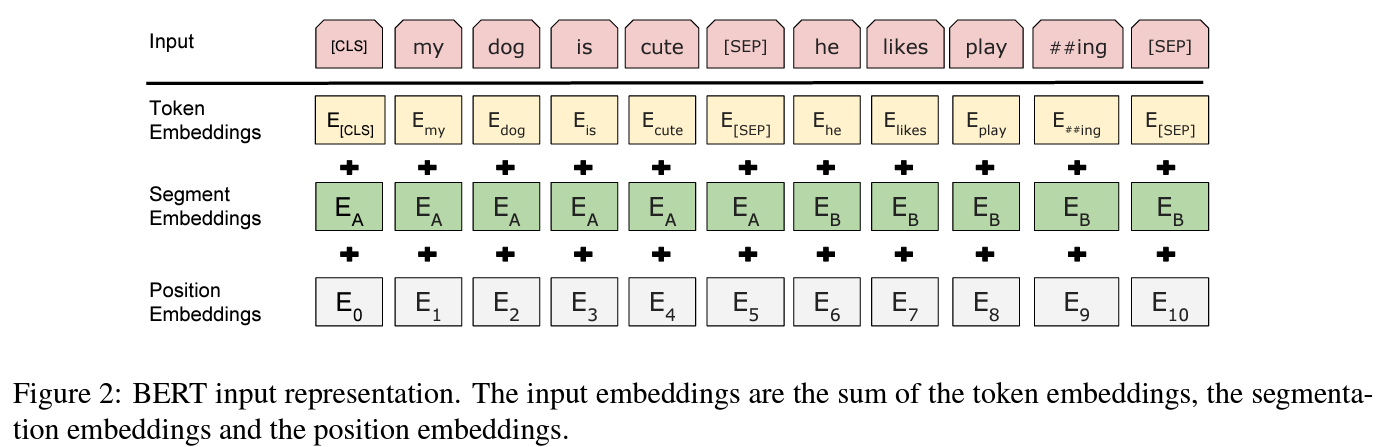 Input [CLS] my dog is cute [SEP] he likes play ##ing [SEP]
Token
Embeddings E[CLS] Emy Edog Eis Ecute E[SEP] Ehe Elikes Eplay E##ing E[SEP]
+ + + + + + + + + + +
Segment
Embeddings EA EA EA EA EA EA EB EB EB EB EB
+ + + + + + + + + + +
Position
Embeddings E0 E1 E2 E3 E4 E5 E6 E7 E8 E9 E10
Figure 2: BERT input representation. The input embeddings are the sum of the token embeddings, the segmenta-
tion embeddings and the position embeddings.